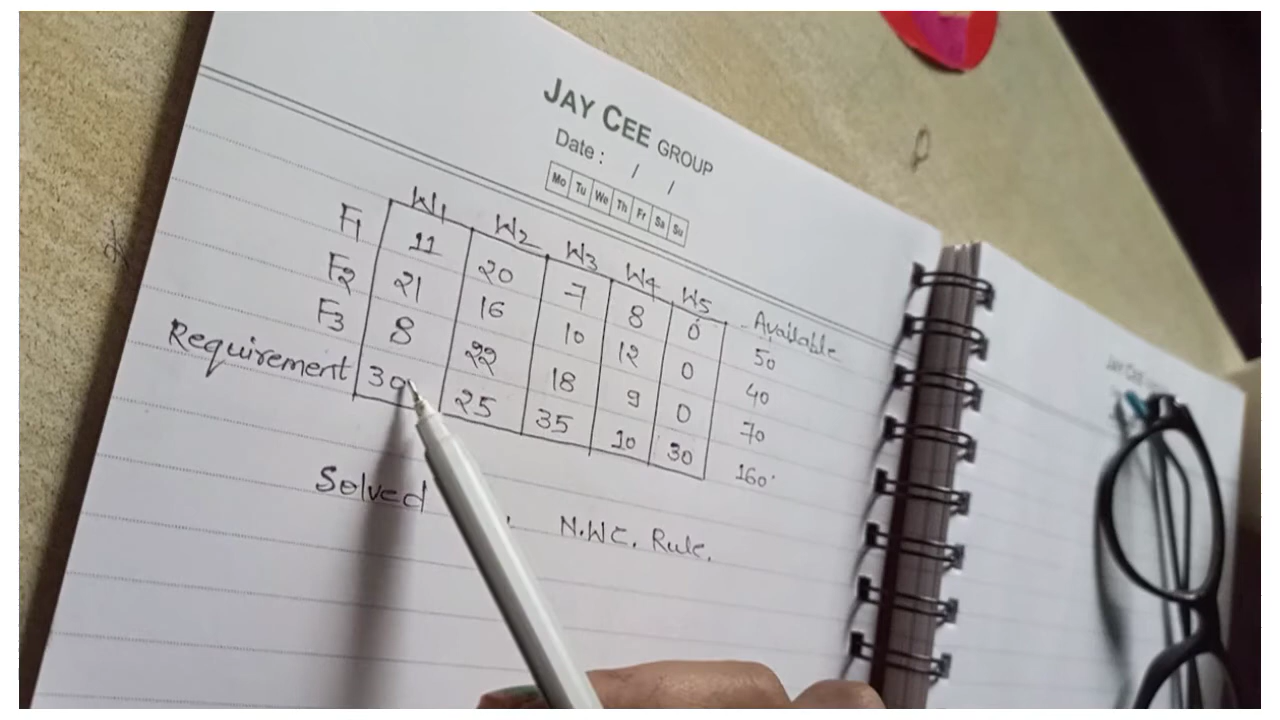 JAY CEE GROUP
Date : / /
Mo Tu We Th Fr Sa Su
W1 W2 W3 W4 W5 Available
F1 11 20 7 8 0 50
F2 21 16 10 12 0 40
F3 8 22 18 9 0 70
Requirement 30 25 35 10 30 160
Solved N.W.C. Rule.
JAY CEE